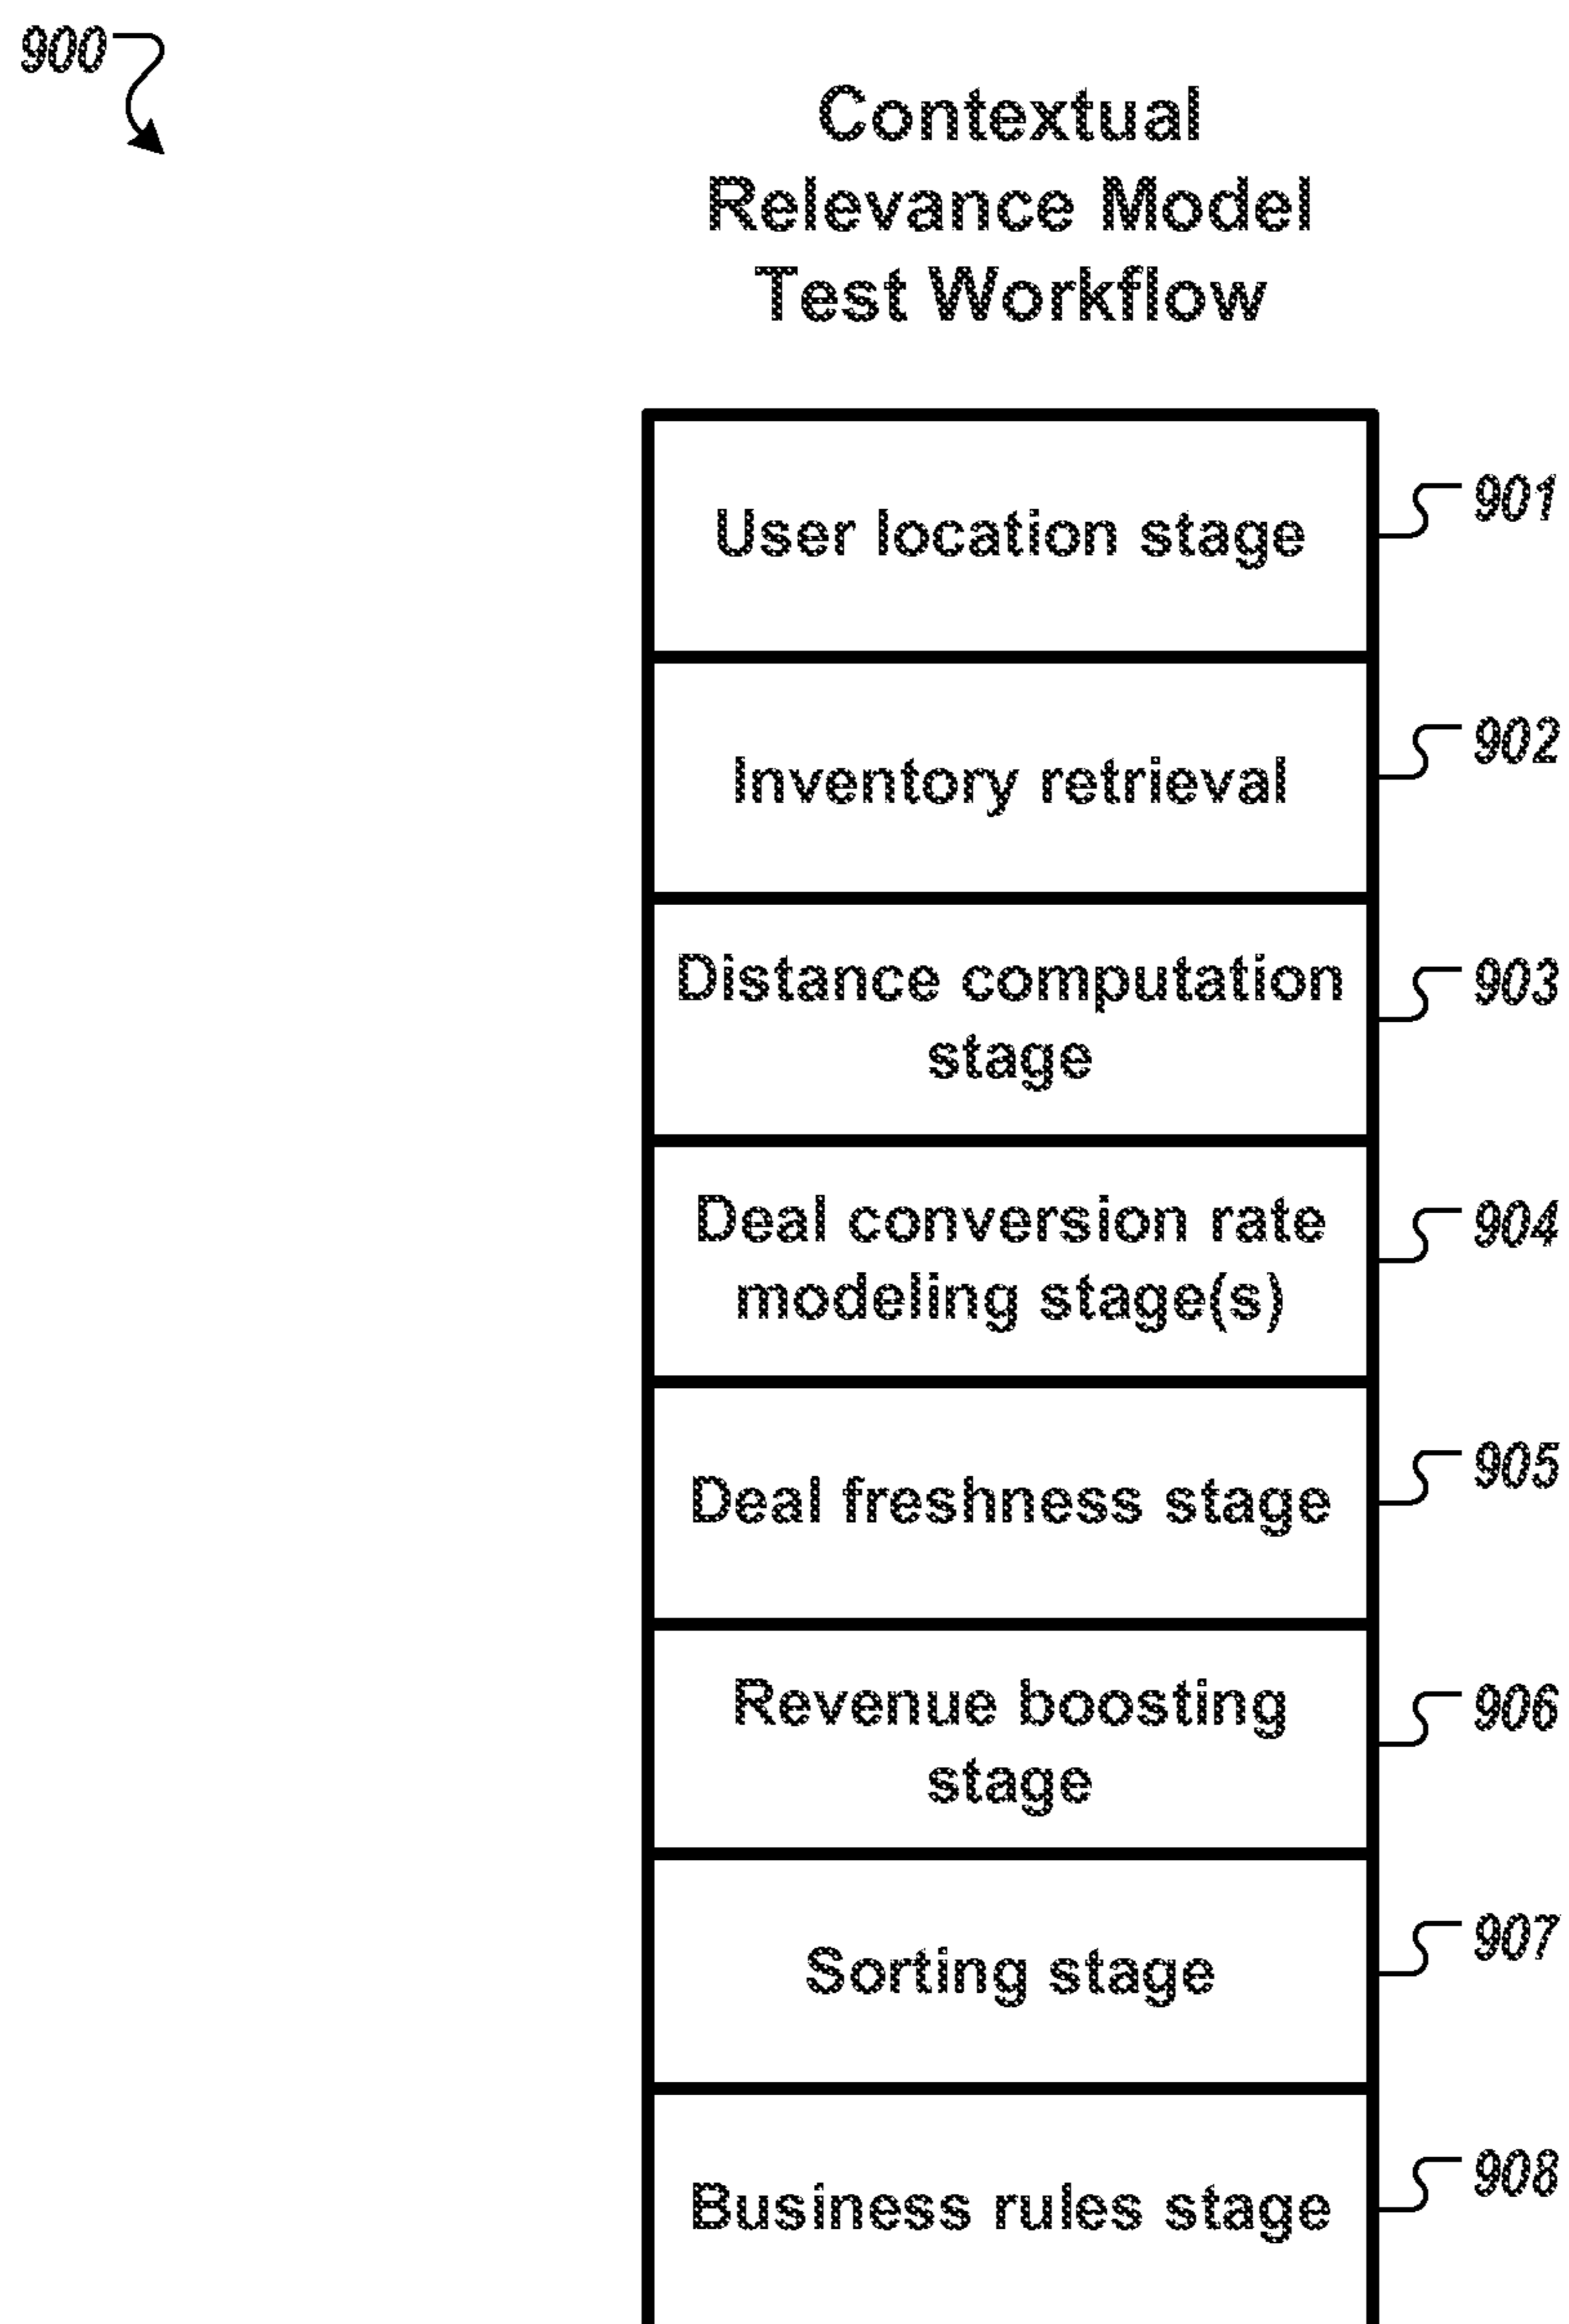 900
Contextual
Relevance Model
Test Workflow
User location stage
901
Inventory retrieval
902
Distance computation
stage
903
Deal conversion rate
modeling stage(s)
904
Deal freshness stage
905
Revenue boosting
stage
906
Sorting stage
907
Business rules stage
908